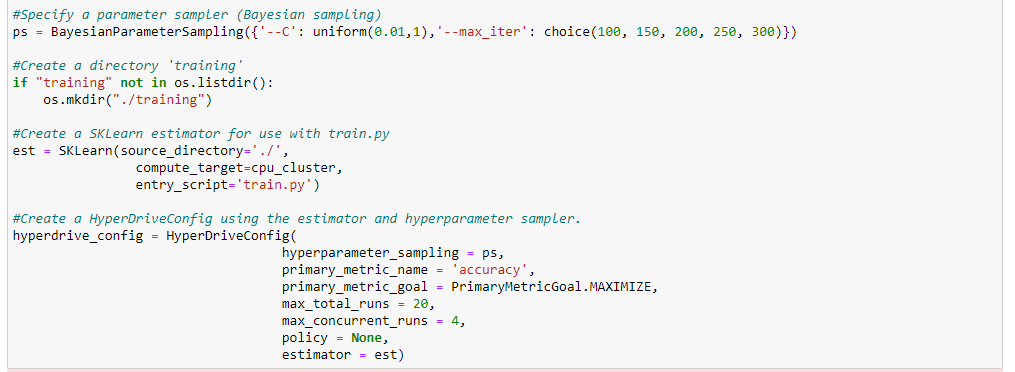 #Specify a parameter sampler (Bayesian sampling)
ps = BayesianParameterSampling({'--C': uniform(0.01,1),'--max_iter': choice(100, 150, 200, 250, 300)})

#Create a directory 'training'
if "training" not in os.listdir():
    os.mkdir("./training")

#Create a SKLearn estimator for use with train.py
est = SKLearn(source_directory='./',
                compute_target=cpu_cluster,
                entry_script='train.py')

#Create a HyperDriveConfig using the estimator and hyperparameter sampler.
hyperdrive_config = HyperDriveConfig(
                                   hyperparameter_sampling = ps,
                                   primary_metric_name = 'accuracy',
                                   primary_metric_goal = PrimaryMetricGoal.MAXIMIZE,
                                   max_total_runs = 20,
                                   max_concurrent_runs = 4,
                                   policy = None,
                                   estimator = est)